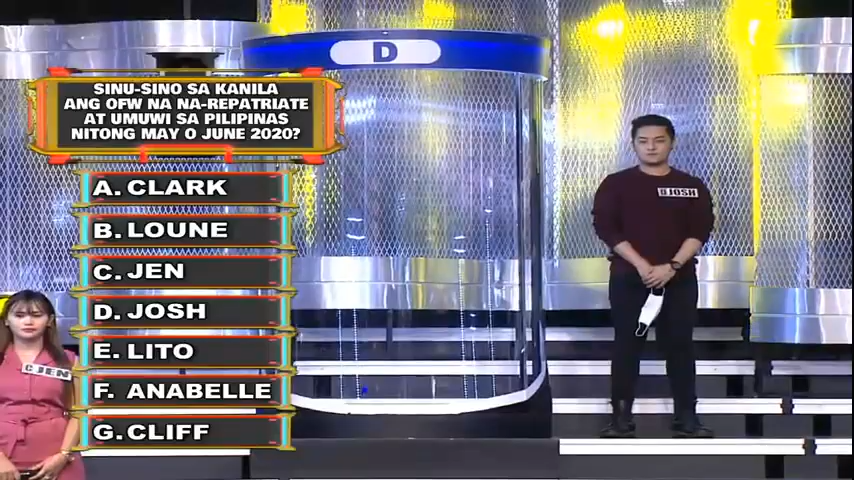 D
SINU-SINO SA KANILA
ANG OFW NA NA-REPATRIATE
AT UMUWI SA PILIPINAS
NITONG MAY O JUNE 2020?
A. CLARK
B. LOUNE
C. JEN
D. JOSH
E. LITO
F. ANABELLE
G. CLIFF
D JOSH
C JEN